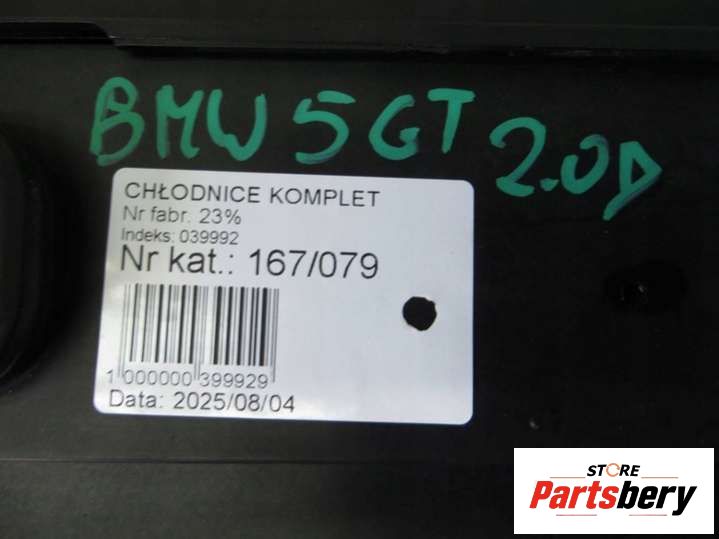 BMW 5GT 2.0D
CHŁODNICE KOMPLET
Nr fabr. 23%
Indeks: 039992
Nr kat.: 167/079
1 000000 399929
Data: 2025/08/04
STORE
Partsbery